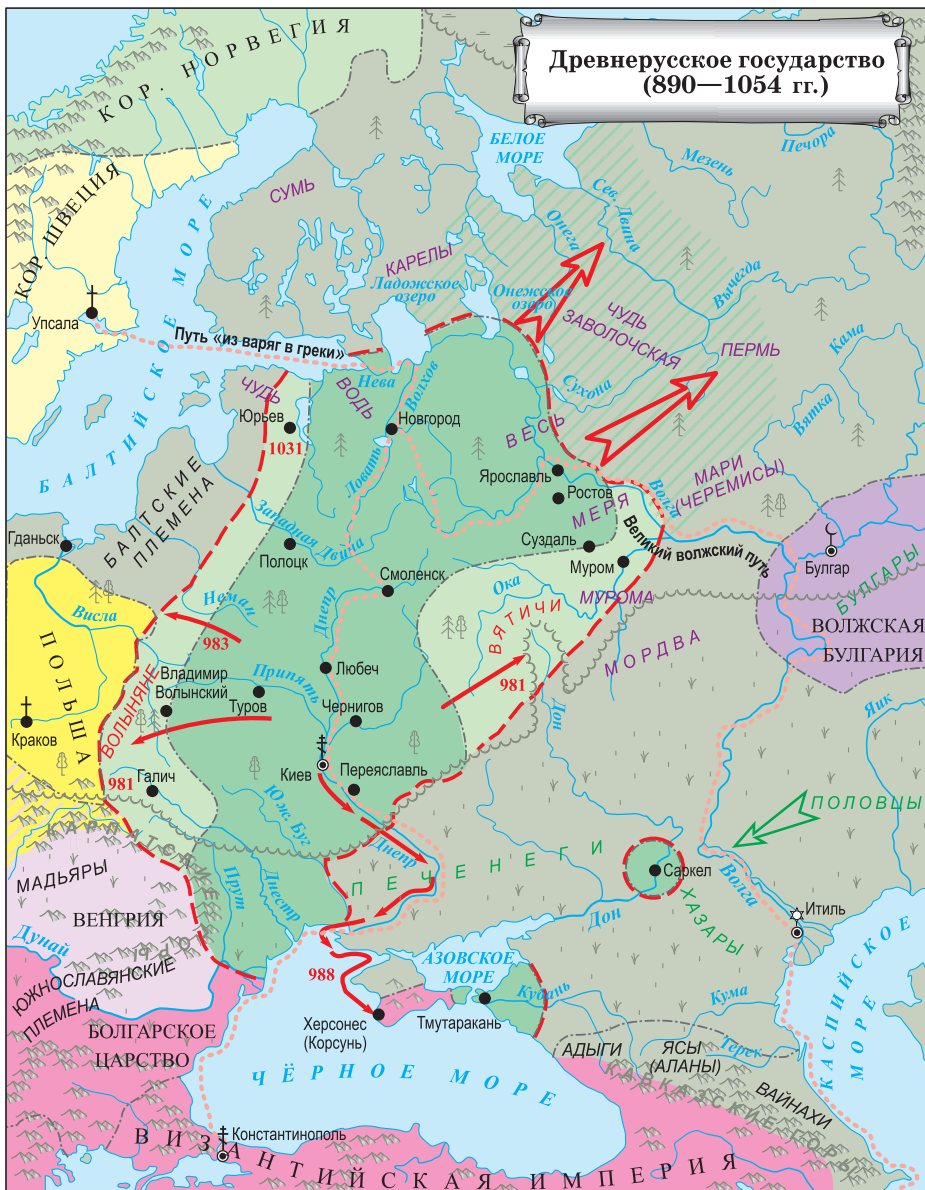 Древнерусское государство
(890—1054 гг.)
КОР. НОРВЕГИЯ
КОР. ШВЕЦИЯ
БАЛТИЙСКОЕ МОРЕ
БЕЛОЕ
МОРЕ
Мезень
Печора
Сев. Двина
Онега
СУМЬ
КАРЕЛЫ
Ладожское
озеро
Онежское
озеро
Вычегда
ЧУДЬ
ЗАВОЛОЧСКАЯ
ПЕРМЬ
Кама
Вятка
Сухона
Упсала
Путь «из варяг в греки»
Нева
ЧУДЬ
ВОДЬ
Волхов
Юрьев
1031
Новгород
ВЕСЬ
Ловать
Ярославль
Ростов
МЕРЯ
Волга
МАРИ
(ЧЕРЕМИСЫ)
БАЛТСКИЕ
ПЛЕМЕНА
Западная Двина
Гданьск
Полоцк
Суздаль
Муром
Великий волжский путь
Булгар
БУЛГАРЫ
Смоленск
Ока
МУРОМА
Висла
Неман
Днепр
ВЯТИЧИ
МОРДВА
ВОЛЖСКАЯ
БУЛГАРИЯ
983
ПОЛЬША
Владимир
Волынский
Припять
Любеч
981
Туров
Чернигов
Дон
Яик
Краков
ВОЛЫНЯНЕ
Киев
Переяславль
981
Галич
Юж. Буг
ПОЛОВЦЫ
КАРПАТСКИЕ ГОРЫ
Днепр
МАДЬЯРЫ
ПЕЧЕНЕГИ
Саркел
Прут
Днестр
Волга
ВЕНГРИЯ
ХАЗАРЫ
Итиль
Дон
Дунай
АЗОВСКОЕ
МОРЕ
ЮЖНОСЛАВЯНСКИЕ
ПЛЕМЕНА
988
Кубань
Кума
КАСПИЙСКОЕ
МОРЕ
Херсонес
(Корсунь)
Тмутаракань
БОЛГАРСКОЕ
ЦАРСТВО
АДЫГИ
ЯСЫ
(АЛАНЫ)
Терек
ЧЁРНОЕ МОРЕ
КАВКАЗСКИЕ ГОРЫ
ВАЙНАХИ
Константинополь
ВИЗАНТИЙСКАЯ ИМПЕРИЯ